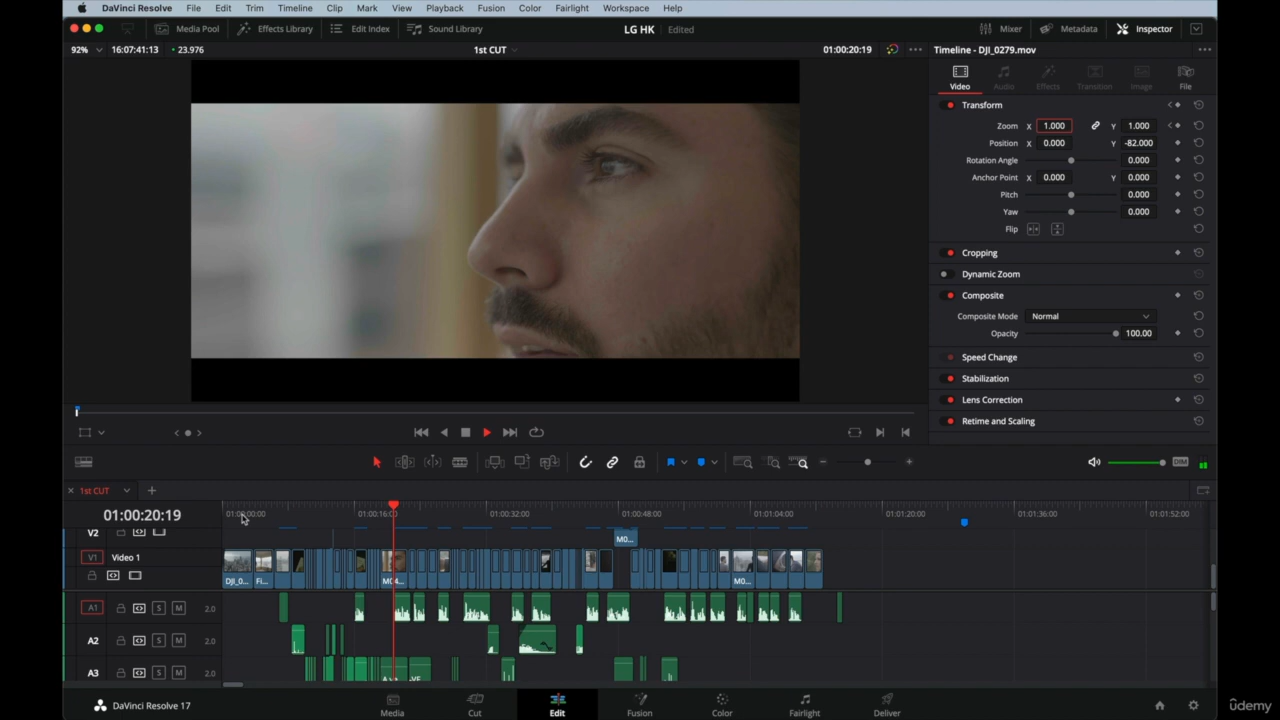 DaVinci Resolve File Edit Trim Timeline Clip Mark View Playback Fusion Color Fairlight Workspace Help
Media Pool Effects Library Edit Index Sound Library LG HK Edited Mixer Metadata Inspector
92% 16:07:41:13 23.976 1st CUT 01:00:20:19 Timeline - DJI_0279.mov
Video Audio Effects Transition Image File
Transform
Zoom X 1.000 Y 1.000
Position X 0.000 Y -82.000
Rotation Angle 0.000
Anchor Point X 0.000 Y 0.000
Pitch 0.000
Yaw 0.000
Flip
Cropping
Dynamic Zoom
Composite
Composite Mode Normal
Opacity 100.00
Speed Change
Stabilization
Lens Correction
Retime and Scaling
DIM
1st CUT
01:00:20:19 01:00:00:00 01:00:16:00 01:00:32:00 01:00:48:00 01:01:04:00 01:01:20:00 01:01:36:00 01:01:52:00
V2 M0...
V1 Video 1
DJI_0... Fi... M04... M0...
A1 S M 2.0
A2 S M 2.0
A3 S M 2.0
DaVinci Resolve 17 Media Cut Edit Fusion Color Fairlight Deliver
ûdemy